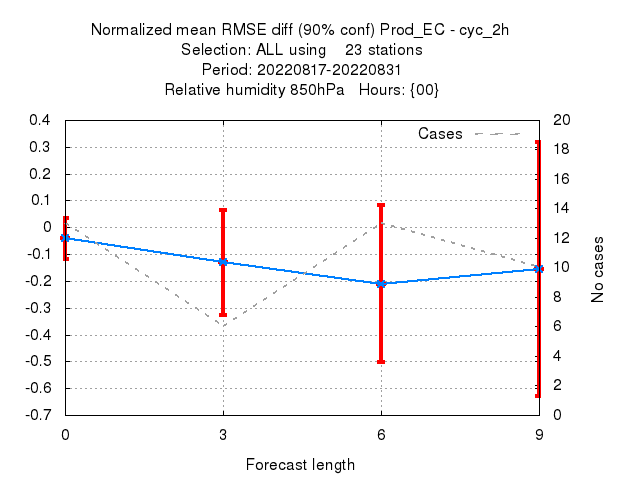 Normalized mean RMSE diff (90% conf) Prod_EC - cyc_2h
Selection: ALL using    23 stations
Period: 20220817-20220831
Relative humidity 850hPa   Hours: {00}
Cases
0.4
0.3
0.2
0.1
0
-0.1
-0.2
-0.3
-0.4
-0.5
-0.6
-0.7
20
18
16
14
12
10
8
6
4
2
0
No cases
0 3 6 9
Forecast length